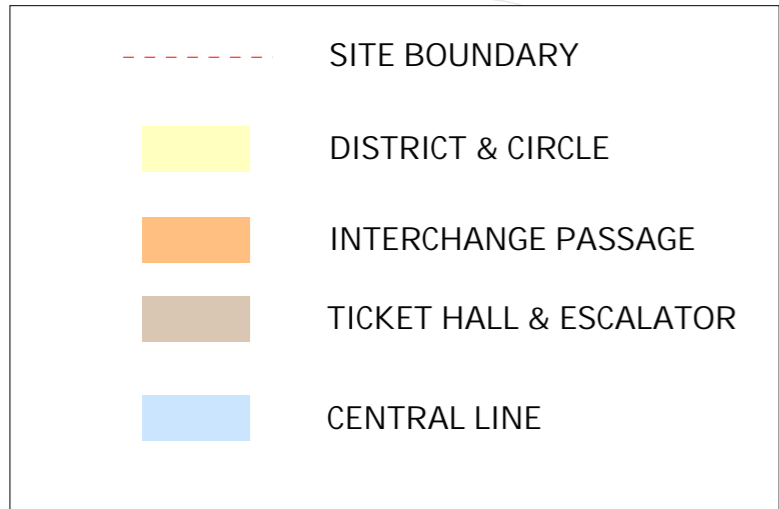 SITE BOUNDARY
DISTRICT & CIRCLE
INTERCHANGE PASSAGE
TICKET HALL & ESCALATOR
CENTRAL LINE